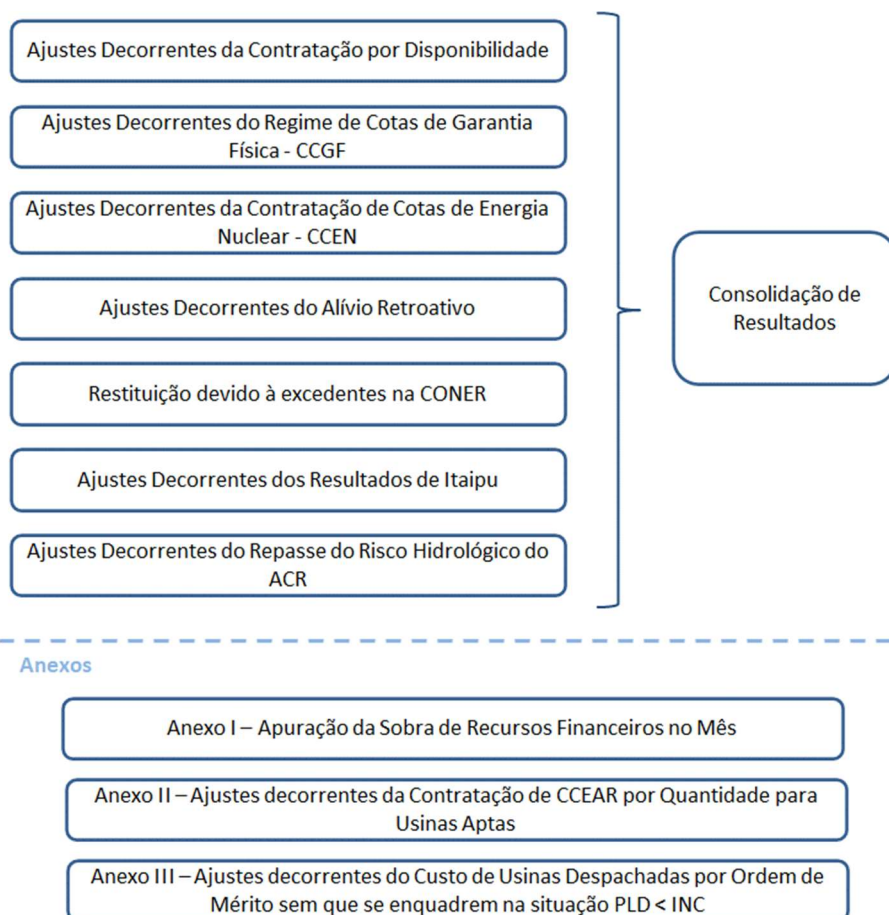 Ajustes Decorrentes da Contratação por Disponibilidade
Ajustes Decorrentes do Regime de Cotas de Garantia
Física - CCGF
Ajustes Decorrentes da Contratação de Cotas de Energia
Nuclear - CCEN
Ajustes Decorrentes do Alívio Retroativo
Restituição devido à excedentes na CONER
Ajustes Decorrentes dos Resultados de Itaipu
Ajustes Decorrentes do Repasse do Risco Hidrológico do
ACR
Consolidação de
Resultados
Anexos
Anexo I – Apuração da Sobra de Recursos Financeiros no Mês
Anexo II – Ajustes decorrentes da Contratação de CCEAR por Quantidade para
Usinas Aptas
Anexo III – Ajustes decorrentes do Custo de Usinas Despachadas por Ordem de
Mérito sem que se enquadrem na situação PLD < INC